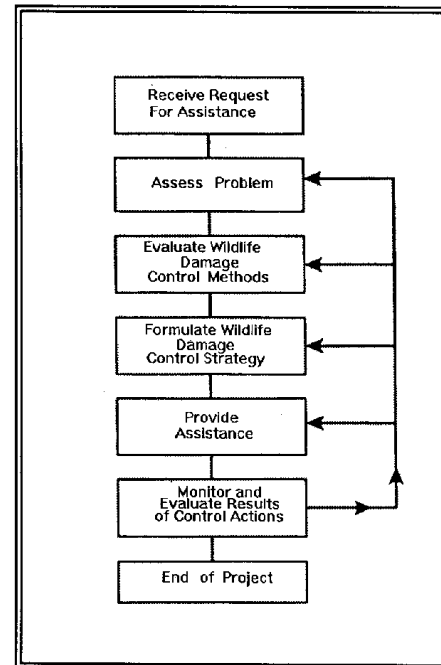 Receive Request
For Assistance
Assess Problem
Evaluate Wildlife
Damage
Control Methods
Formulate Wildlife
Damage
Control Strategy
Provide
Assistance
Monitor and
Evaluate Results
of Control Actions
End of Project